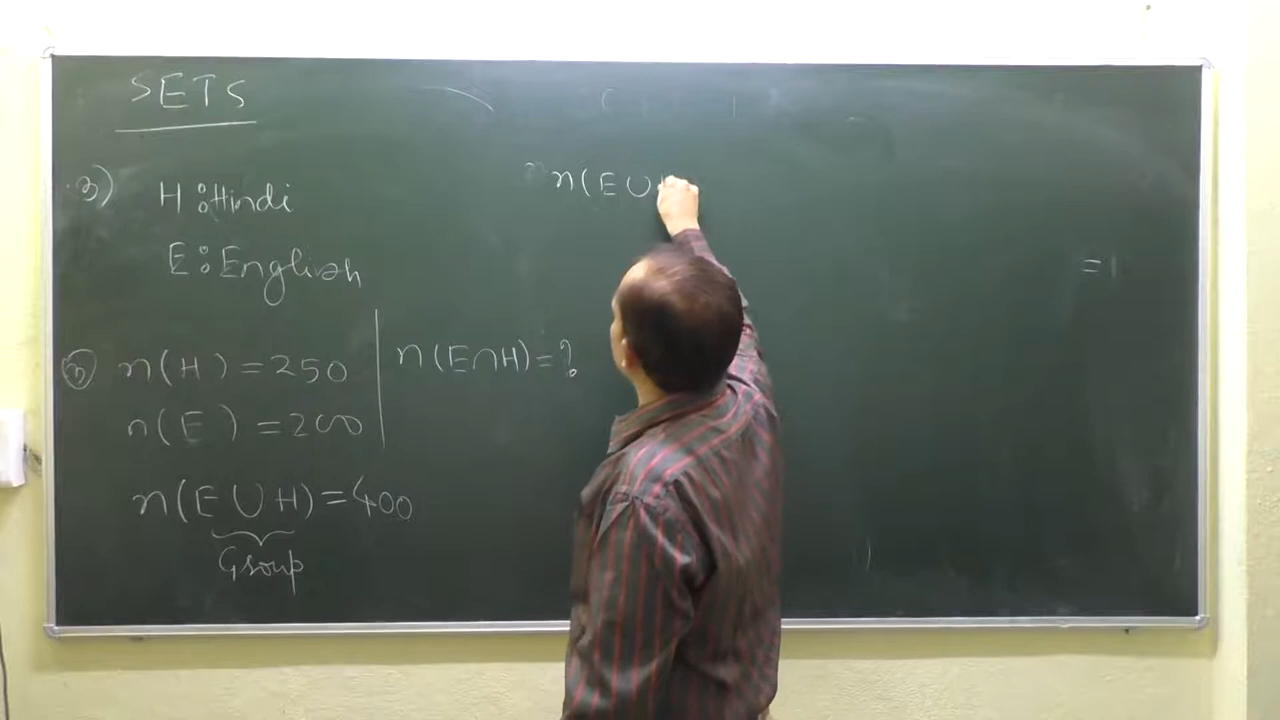 SETS
3) H : Hindi
E : English
n(H) = 250
n(E) = 200
n(E∪H) = 400
Group
n(E∩H) = ?
n(E∪
=